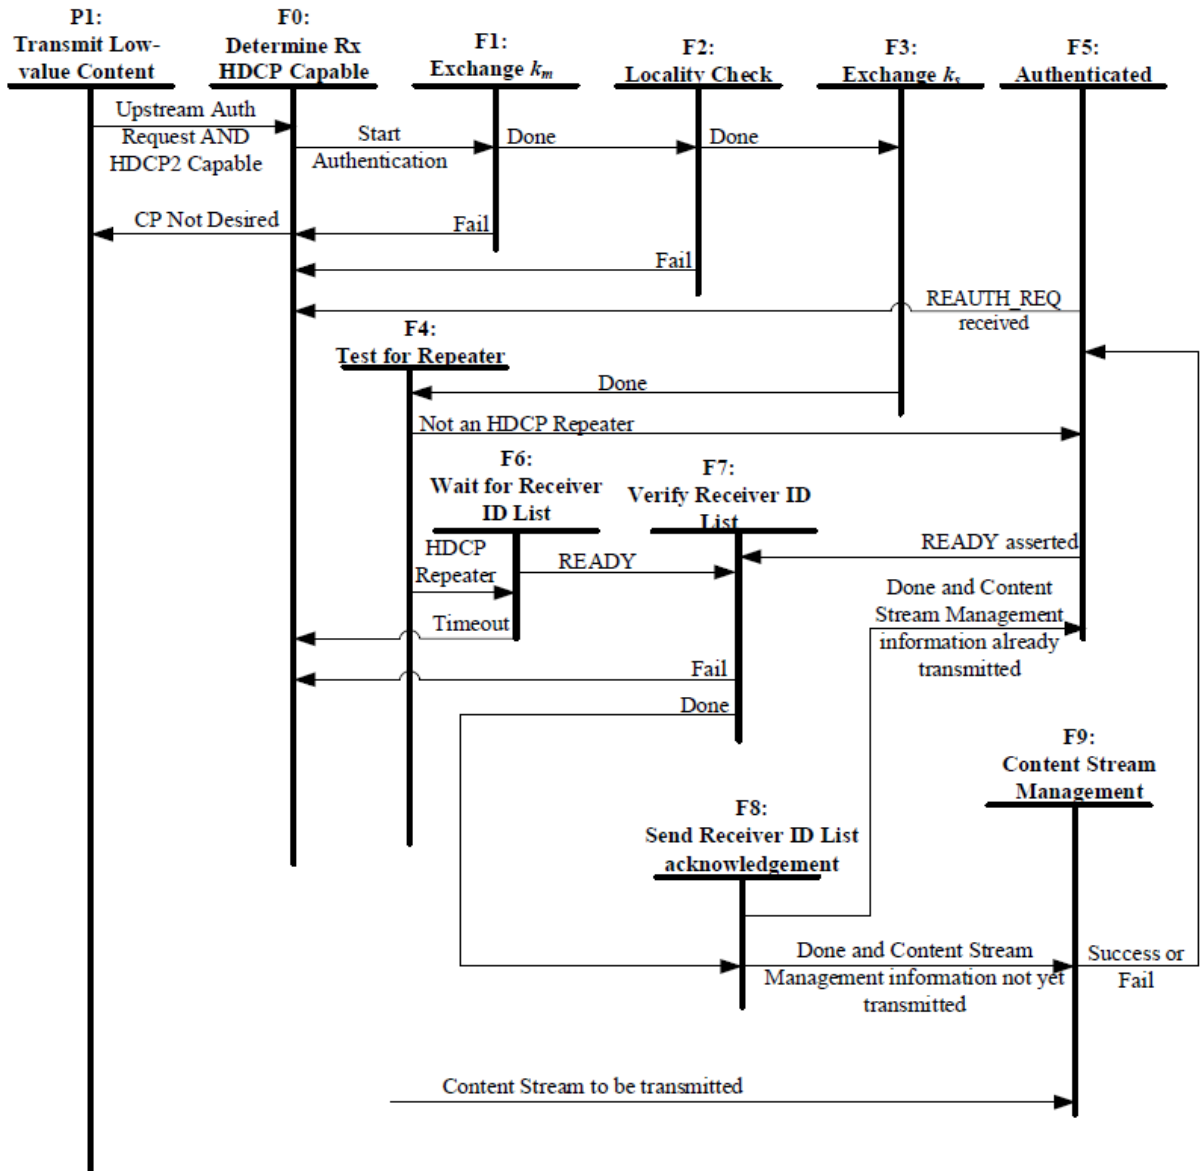 P1:
Transmit Low-
value Content
F0:
Determine Rx
HDCP Capable
F1:
Exchange km
F2:
Locality Check
F3:
Exchange ks
F5:
Authenticated
Upstream Auth
Request AND
HDCP2 Capable
Start
Authentication
Done
Done
CP Not Desired
Fail
Fail
REAUTH_REQ
received
F4:
Test for Repeater
Done
Not an HDCP Repeater
F6:
Wait for Receiver
ID List
F7:
Verify Receiver ID
List
HDCP
Repeater
READY
READY asserted
Timeout
Done and Content
Stream Management
information already
transmitted
Fail
Done
F9:
Content Stream
Management
F8:
Send Receiver ID List
acknowledgement
Done and Content Stream
Management information not yet
transmitted
Success or
Fail
Content Stream to be transmitted